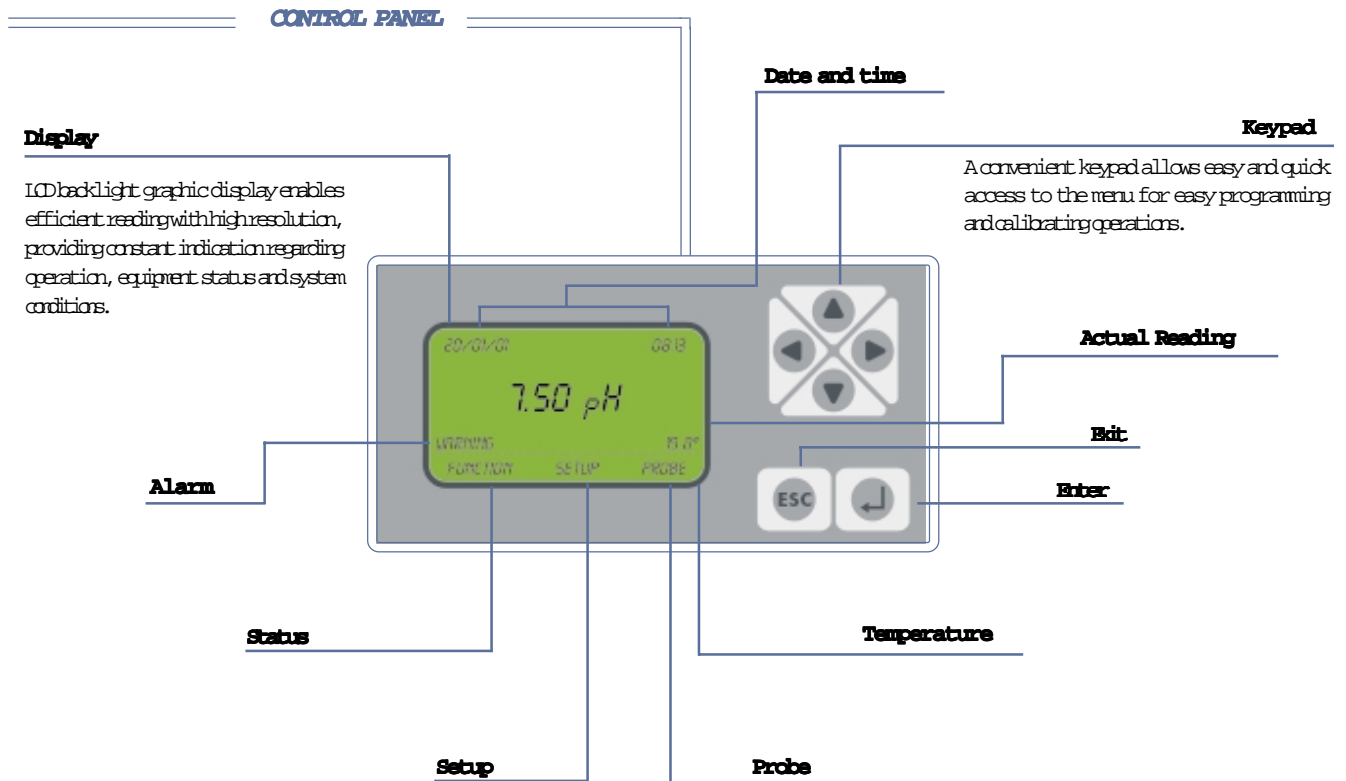 CONTROL PANEL
Date and time
Display
LCD backlight graphic display enables
efficient reading with high resolution,
providing constant indication regarding
operation, equipment status and system
conditions.
Keypad
A convenient keypad allows easy and quick
access to the menu for easy programming
and calibrating operations.
20/01/01
08:13
7.50 pH
WARNING
FUNCTION SETUP PROBE
Actual Reading
Exit
Alarm
ESC
Enter
Status
Temperature
Setup
Probe